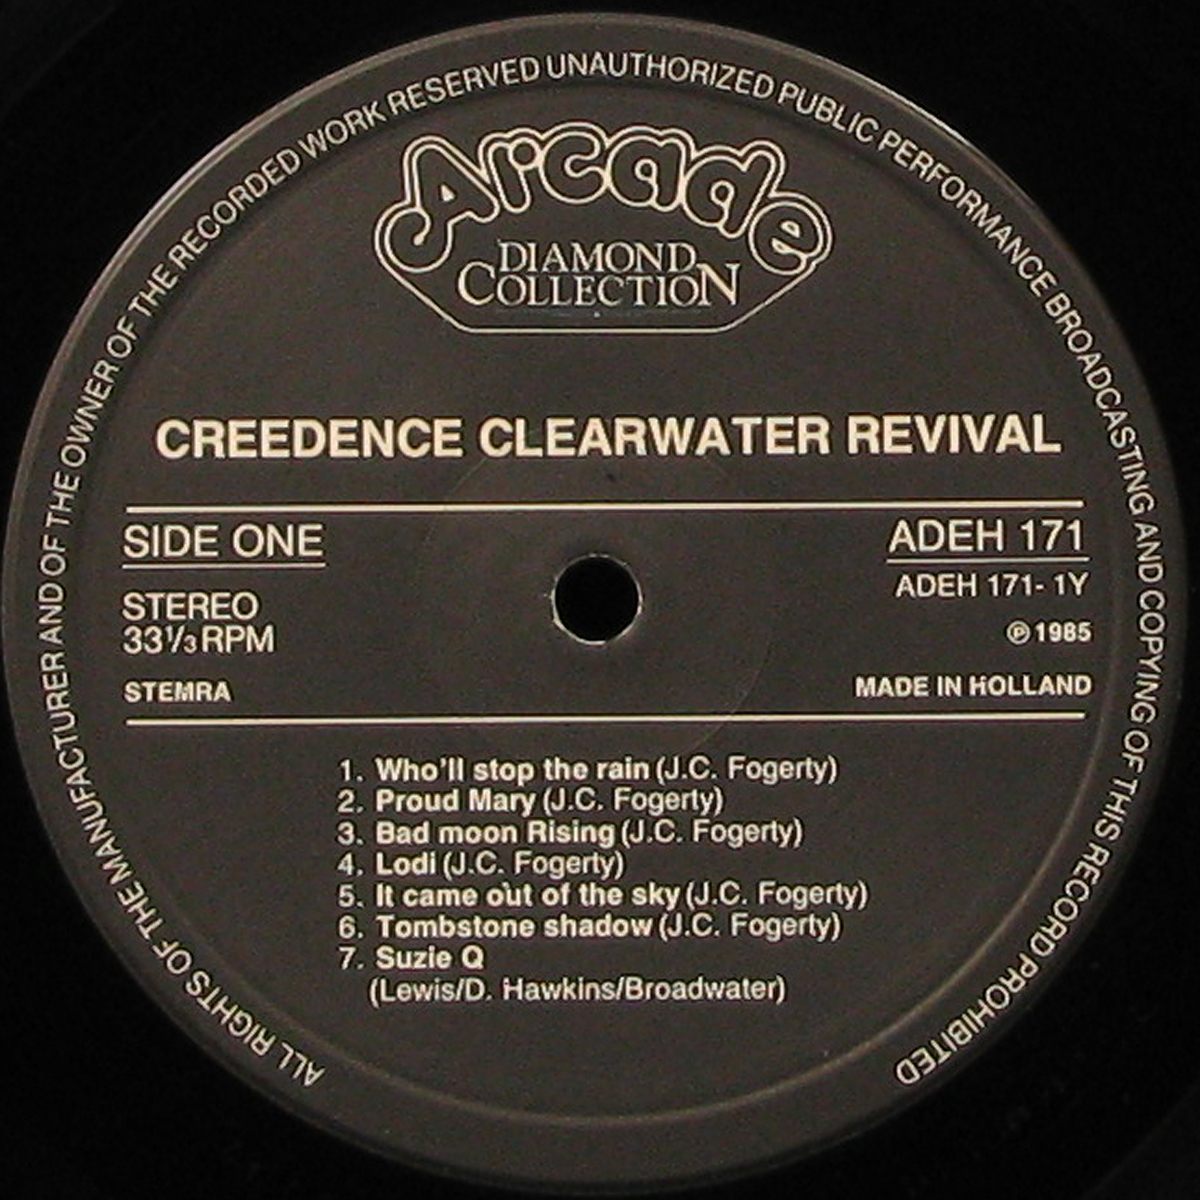 ALL RIGHTS OF THE MANUFACTURER AND OF THE OWNER OF THE RECORDED WORK RESERVED UNAUTHORIZED PUBLIC PERFORMANCE BROADCASTING AND COPYING OF THIS RECORD PROHIBITED
Arcade
DIAMOND
COLLECTION
CREEDENCE CLEARWATER REVIVAL
SIDE ONE
STEREO
33⅓ RPM
STEMRA
ADEH 171
ADEH 171- 1Y
℗ 1985
MADE IN HOLLAND
1. Who'll stop the rain (J.C. Fogerty)
2. Proud Mary (J.C. Fogerty)
3. Bad moon Rising (J.C. Fogerty)
4. Lodi (J.C. Fogerty)
5. It came out of the sky (J.C. Fogerty)
6. Tombstone shadow (J.C. Fogerty)
7. Suzie Q
(Lewis/D. Hawkins/Broadwater)